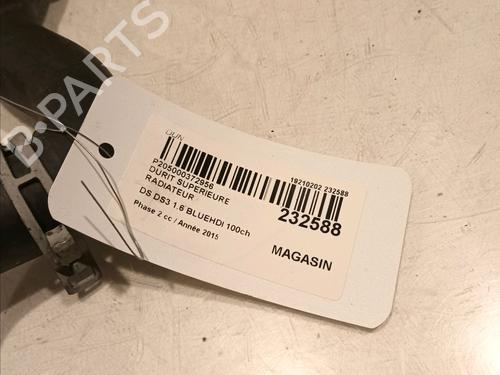 B-PARTS
P205000372956
DURIT SUPERIEURE
RADIATEUR
DS DS3 1.6 BLUEHDI 100ch
Phase 2 cc / Année 2015
19210202 232588
232588
MAGASIN